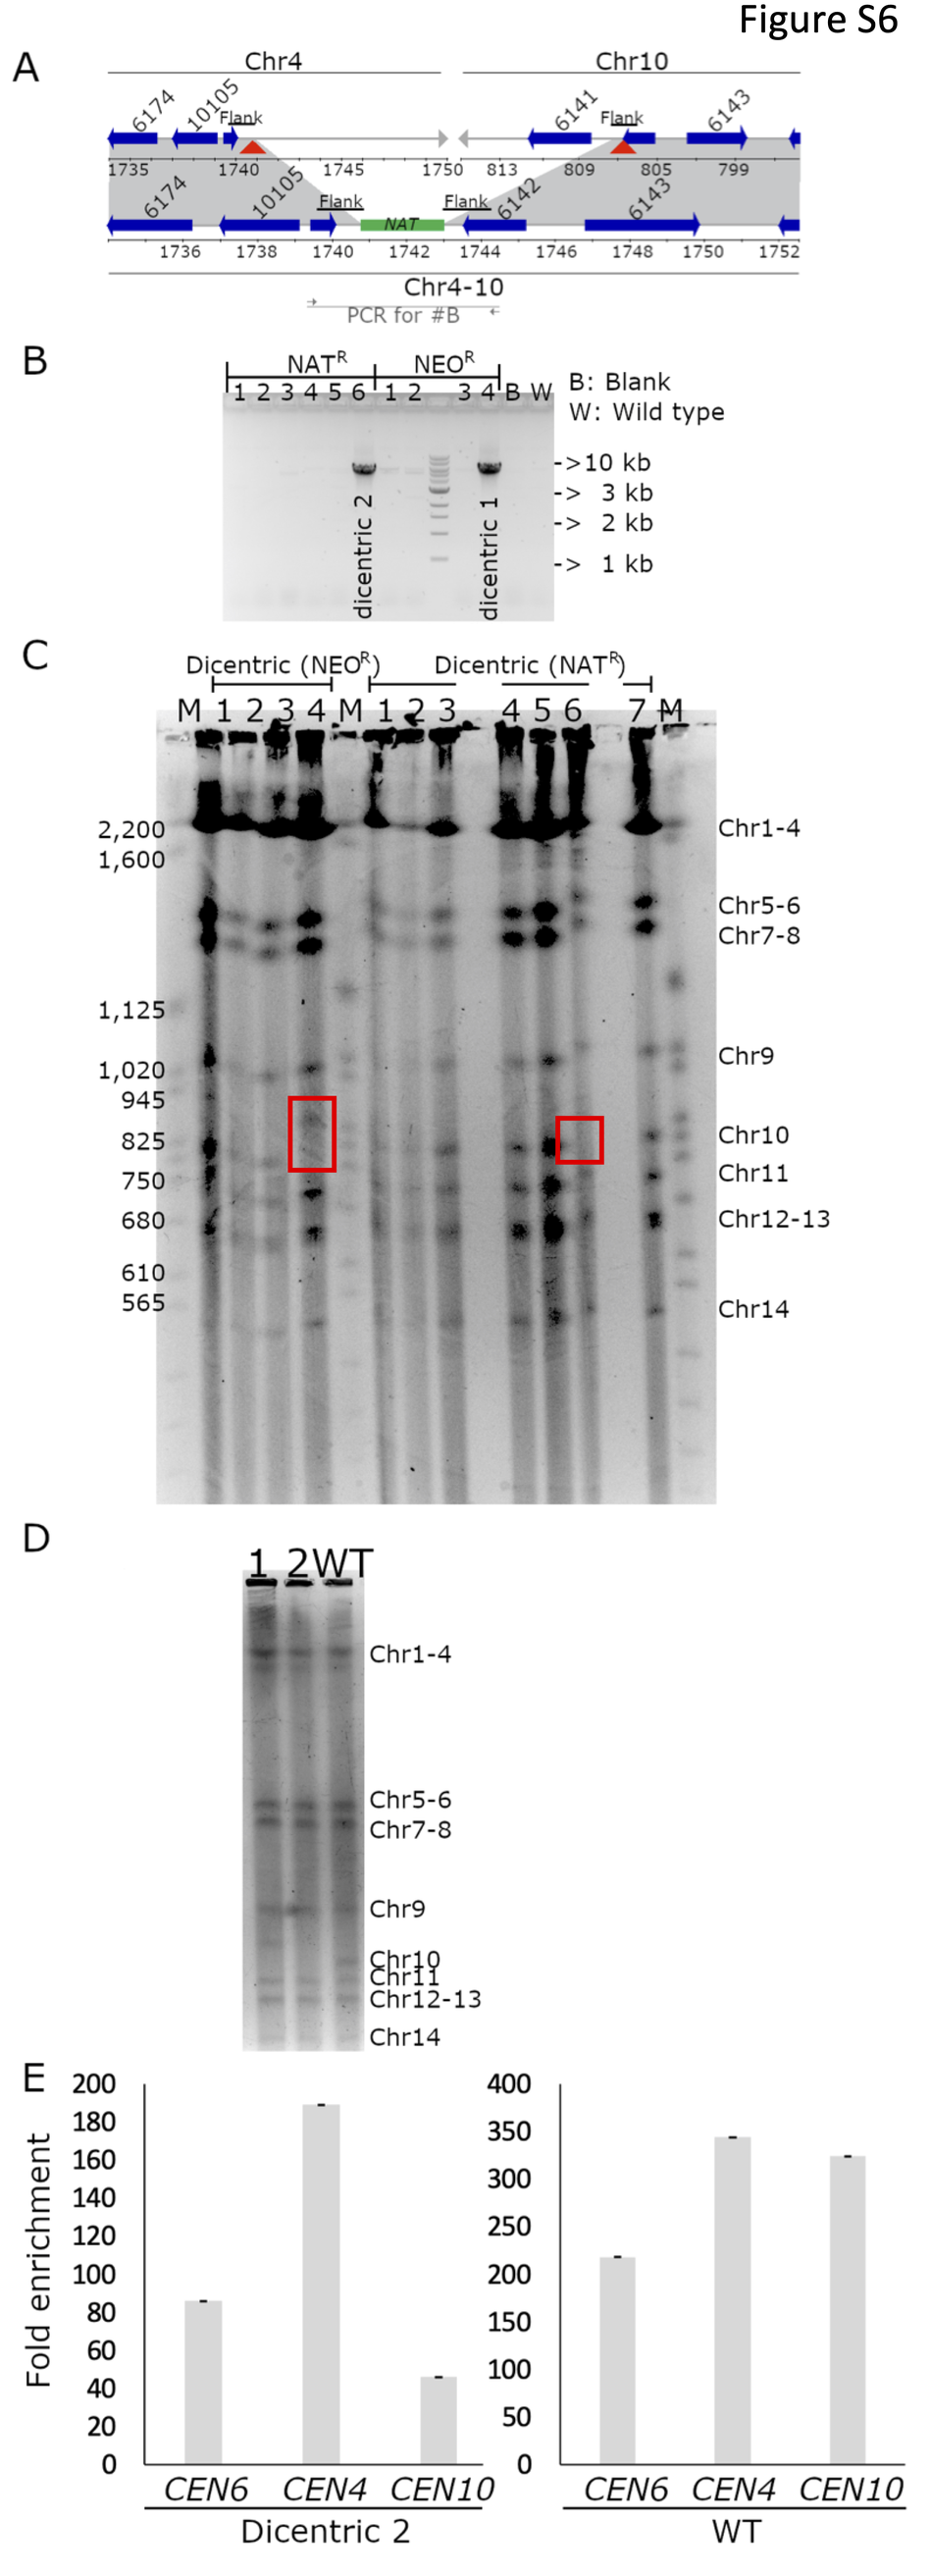 Figure S6
A
Chr4 Chr10
6174 10105 Flank 6141 Flank 6143
1735 1740 1745 1750 813 809 805 799
6174 10105 Flank NAT Flank 6142 6143
1736 1738 1740 1742 1744 1746 1748 1750 1752
Chr4-10
PCR for #B
B
NATR NEOR
1 2 3 4 5 6 1 2 3 4 B W
B: Blank
W: Wild type
->10 kb
-> 3 kb
-> 2 kb
-> 1 kb
dicentric 2
dicentric 1
C
Dicentric (NEOR) Dicentric (NATR)
M 1 2 3 4 M 1 2 3 4 5 6 7 M
2,200
1,600
1,125
1,020
945
825
750
680
610
565
Chr1-4
Chr5-6
Chr7-8
Chr9
Chr10
Chr11
Chr12-13
Chr14
D
1 2 WT
Chr1-4
Chr5-6
Chr7-8
Chr9
Chr10
Chr11
Chr12-13
Chr14
E
Fold enrichment
200
180
160
140
120
100
80
60
40
20
0
CEN6 CEN4 CEN10
Dicentric 2
400
350
300
250
200
150
100
50
0
CEN6 CEN4 CEN10
WT